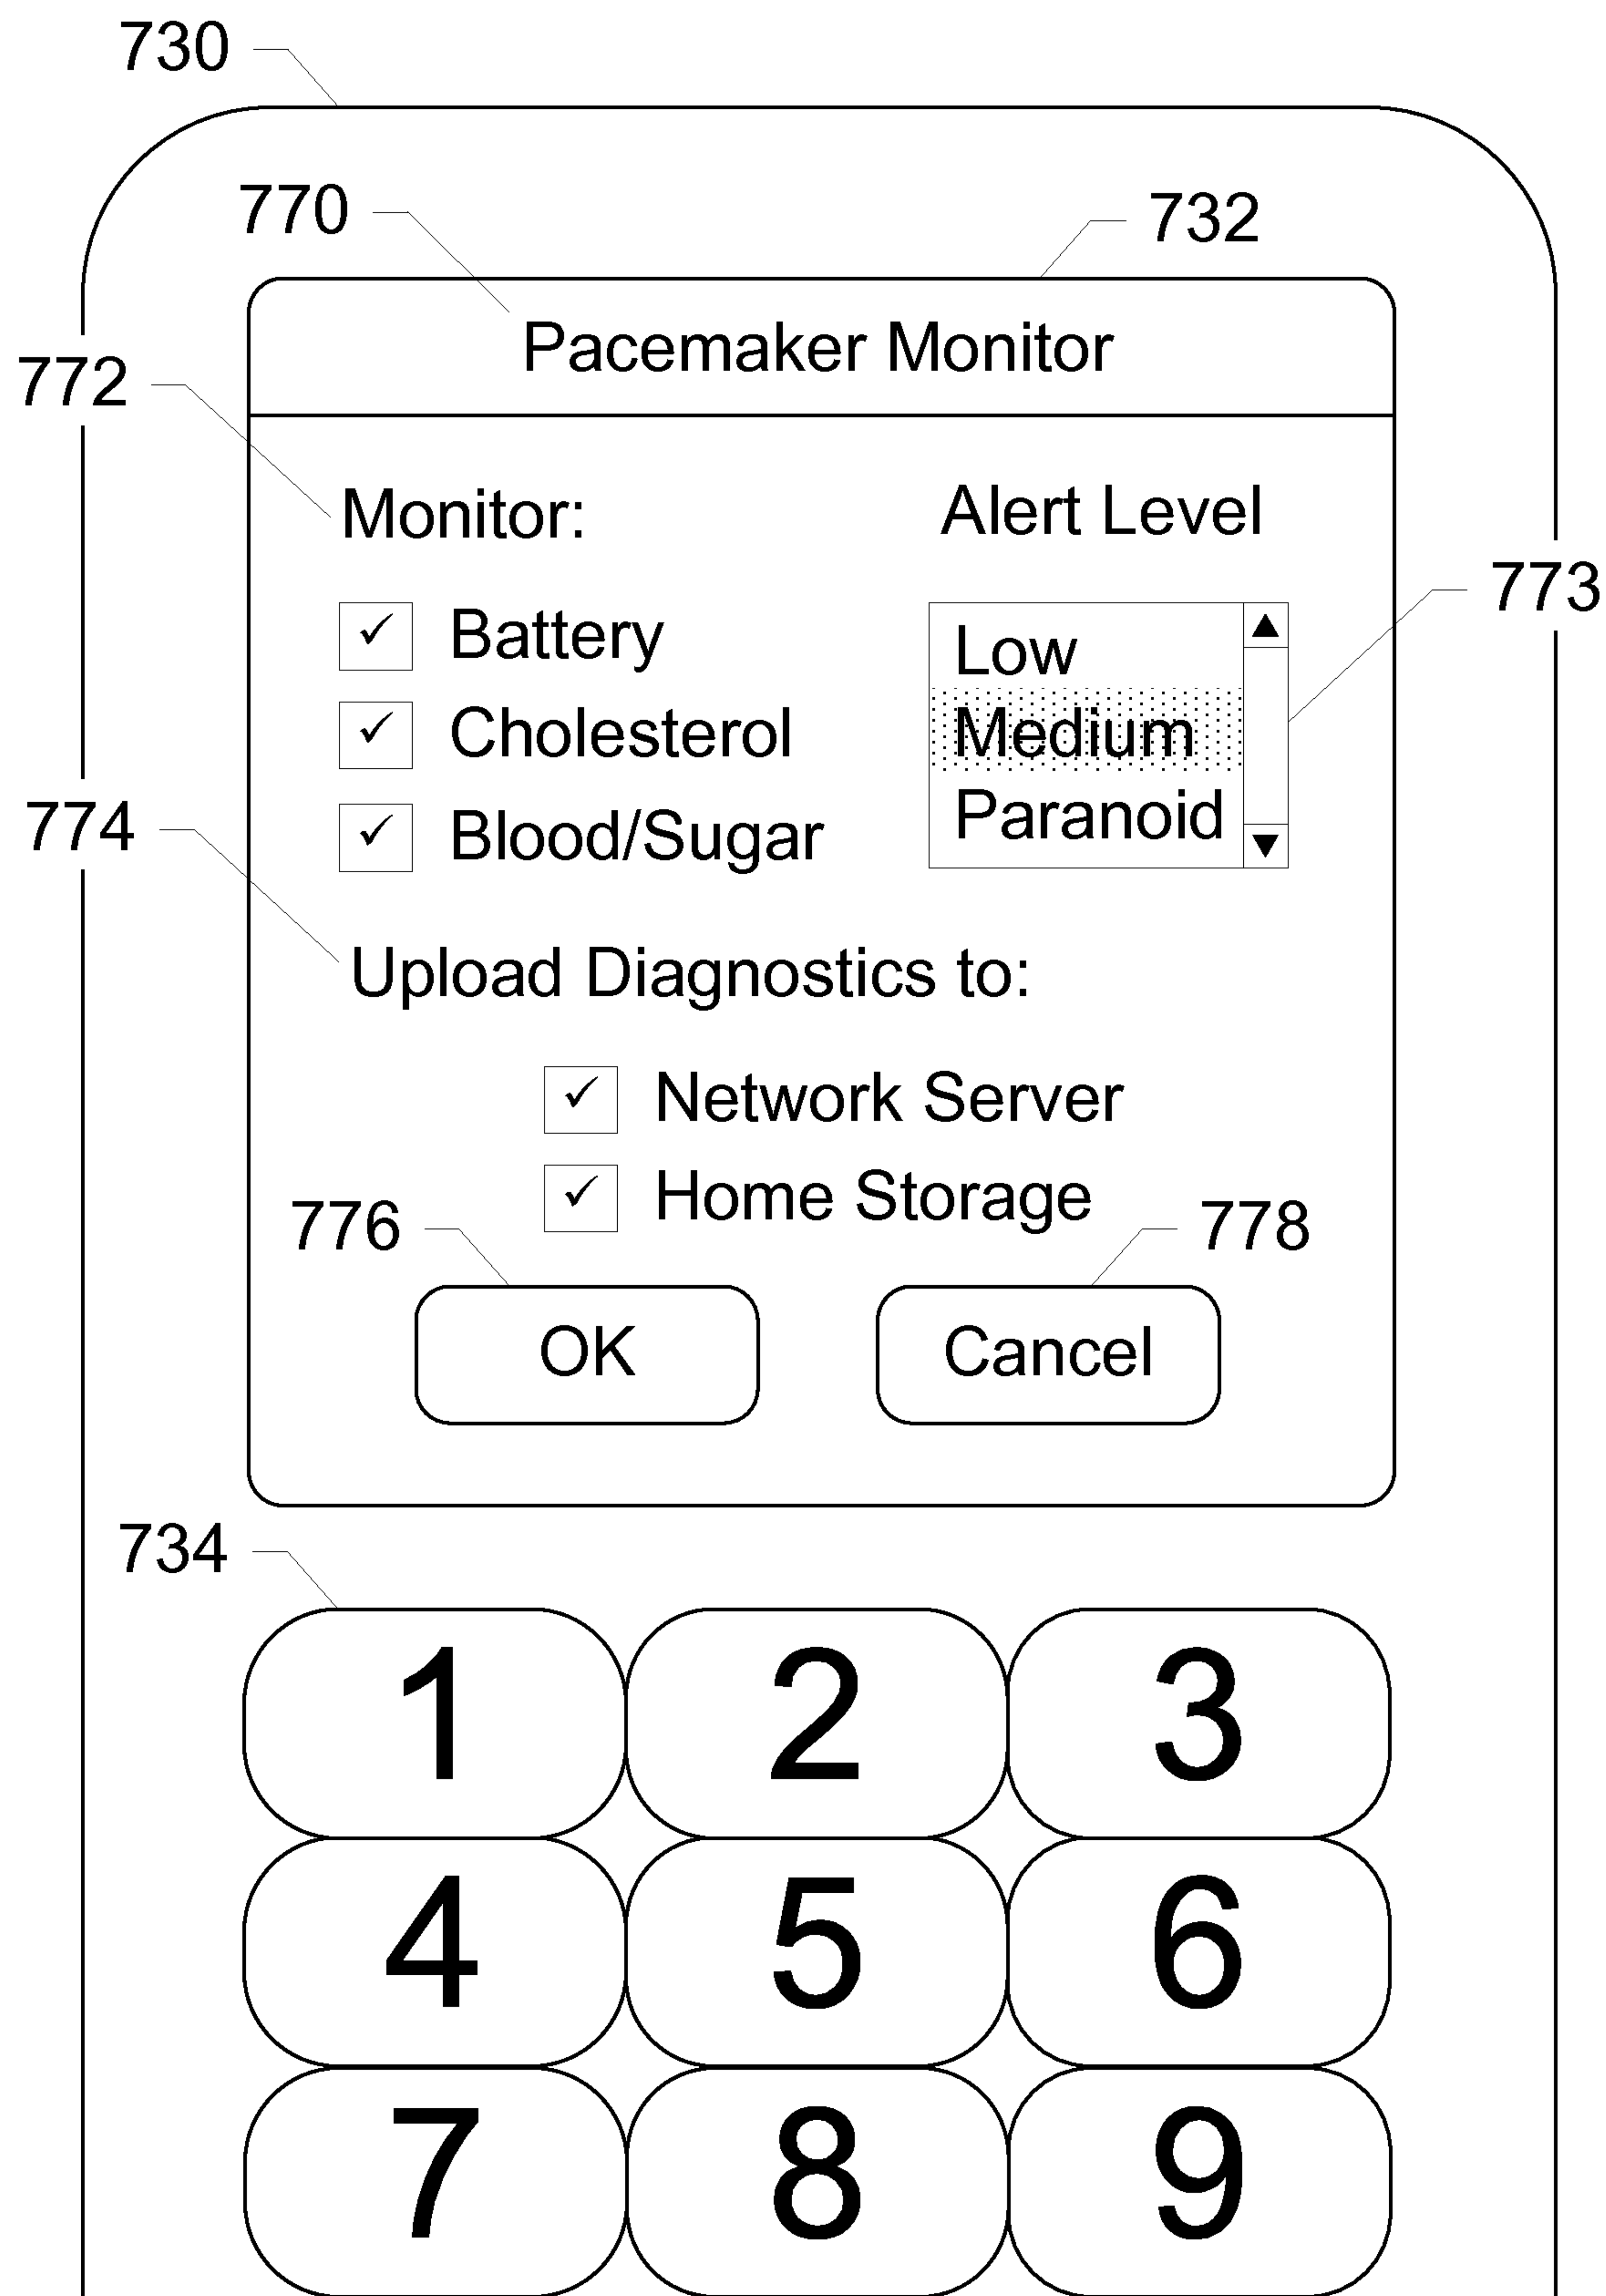 730
770
732
Pacemaker Monitor
772
Monitor:
Alert Level
773
✓ Battery
Low
✓ Cholesterol
Medium
774
✓ Blood/Sugar
Paranoid
Upload Diagnostics to:
✓ Network Server
✓ Home Storage
776
778
OK
Cancel
734
1 2 3
4 5 6
7 8 9